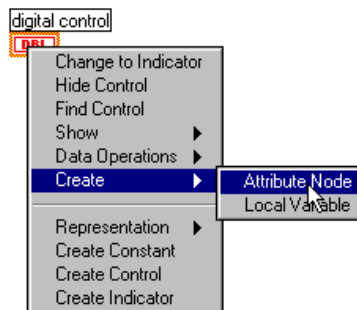 digital control
DBL
Change to Indicator
Hide Control
Find Control
Show
Data Operations
Create
Attribute Node
Local Variable
Representation
Create Constant
Create Control
Create Indicator